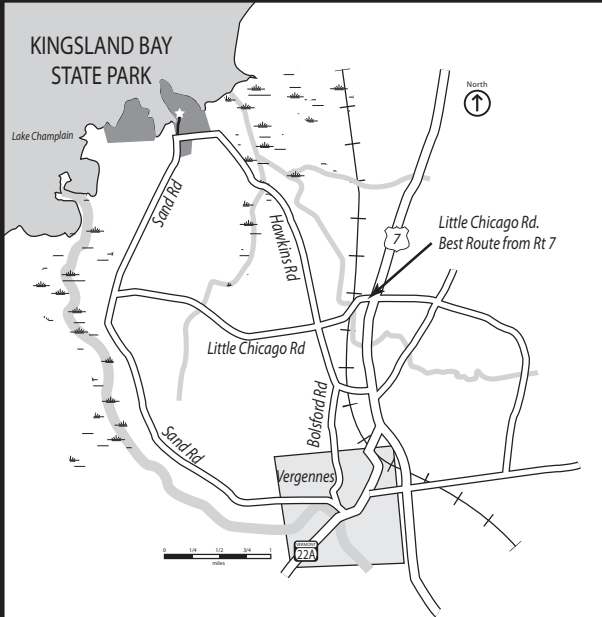 KINGSLAND BAY
STATE PARK
North
Lake Champlain
Sand Rd
Hawkins Rd
7
Little Chicago Rd.
Best Route from Rt 7
Little Chicago Rd
Bolsford Rd
Sand Rd
Vergennes
VERMONT
22A
0 1/4 1/2 3/4 1
miles